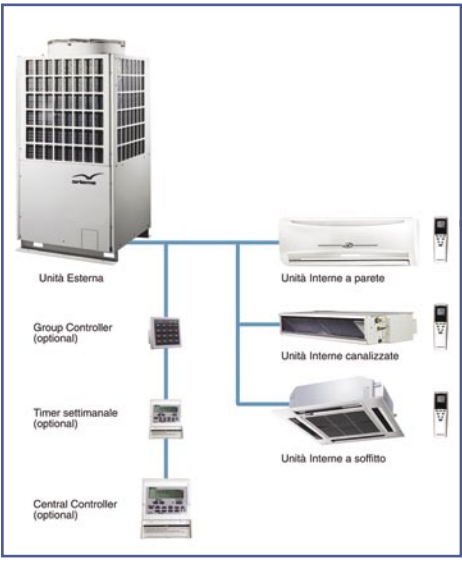 Unità Esterna
Unità Interne a parete
Group Controller
(optional)
Unità Interne canalizzate
Timer settimanale
(optional)
Unità Interne a soffitto
Central Controller
(optional)